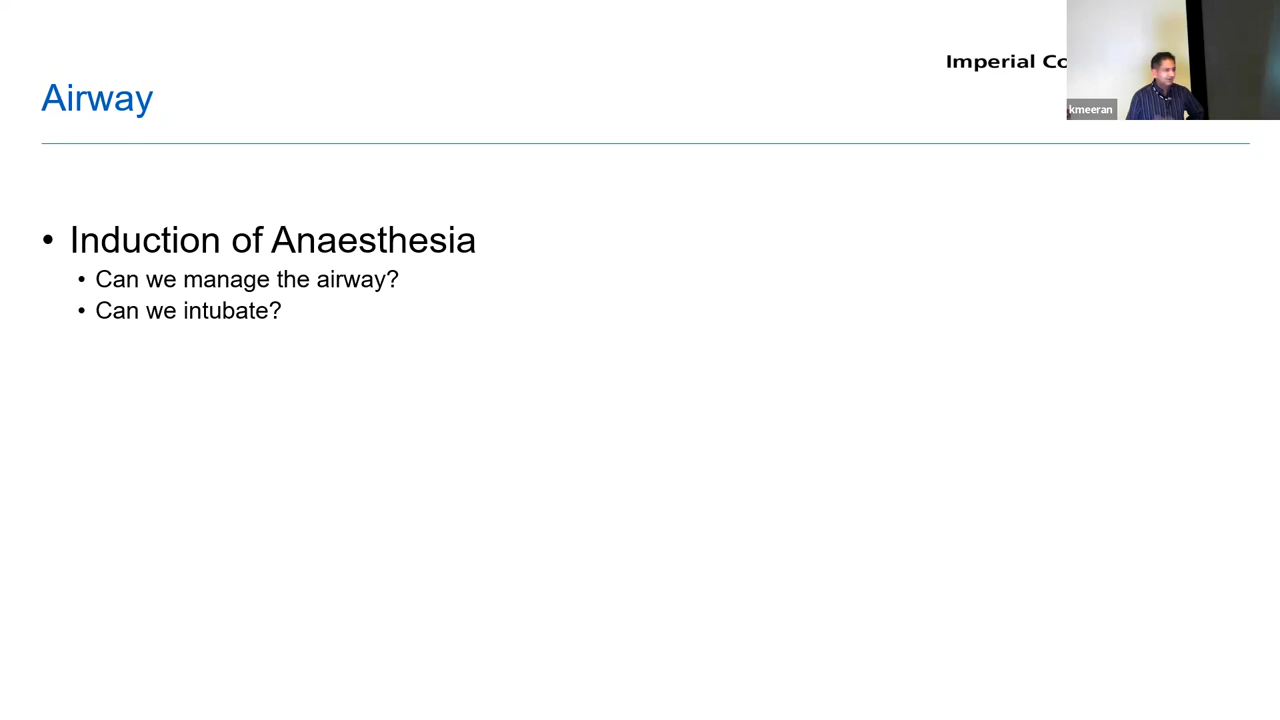 Imperial Co
Airway
kmeeran
• Induction of Anaesthesia
• Can we manage the airway?
• Can we intubate?